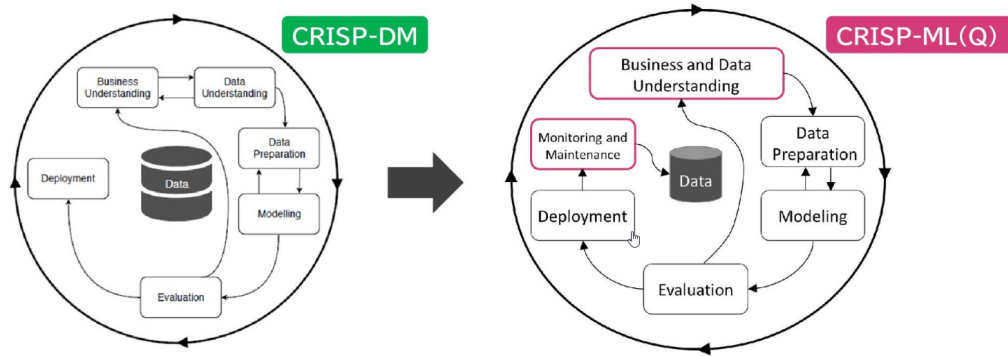 CRISP-DM
Business
Understanding
Data
Understanding
Data
Preparation
Data
Deployment
Modelling
Evaluation
CRISP-ML(Q)
Business and Data
Understanding
Monitoring and
Maintenance
Data
Preparation
Data
Deployment
Modeling
Evaluation